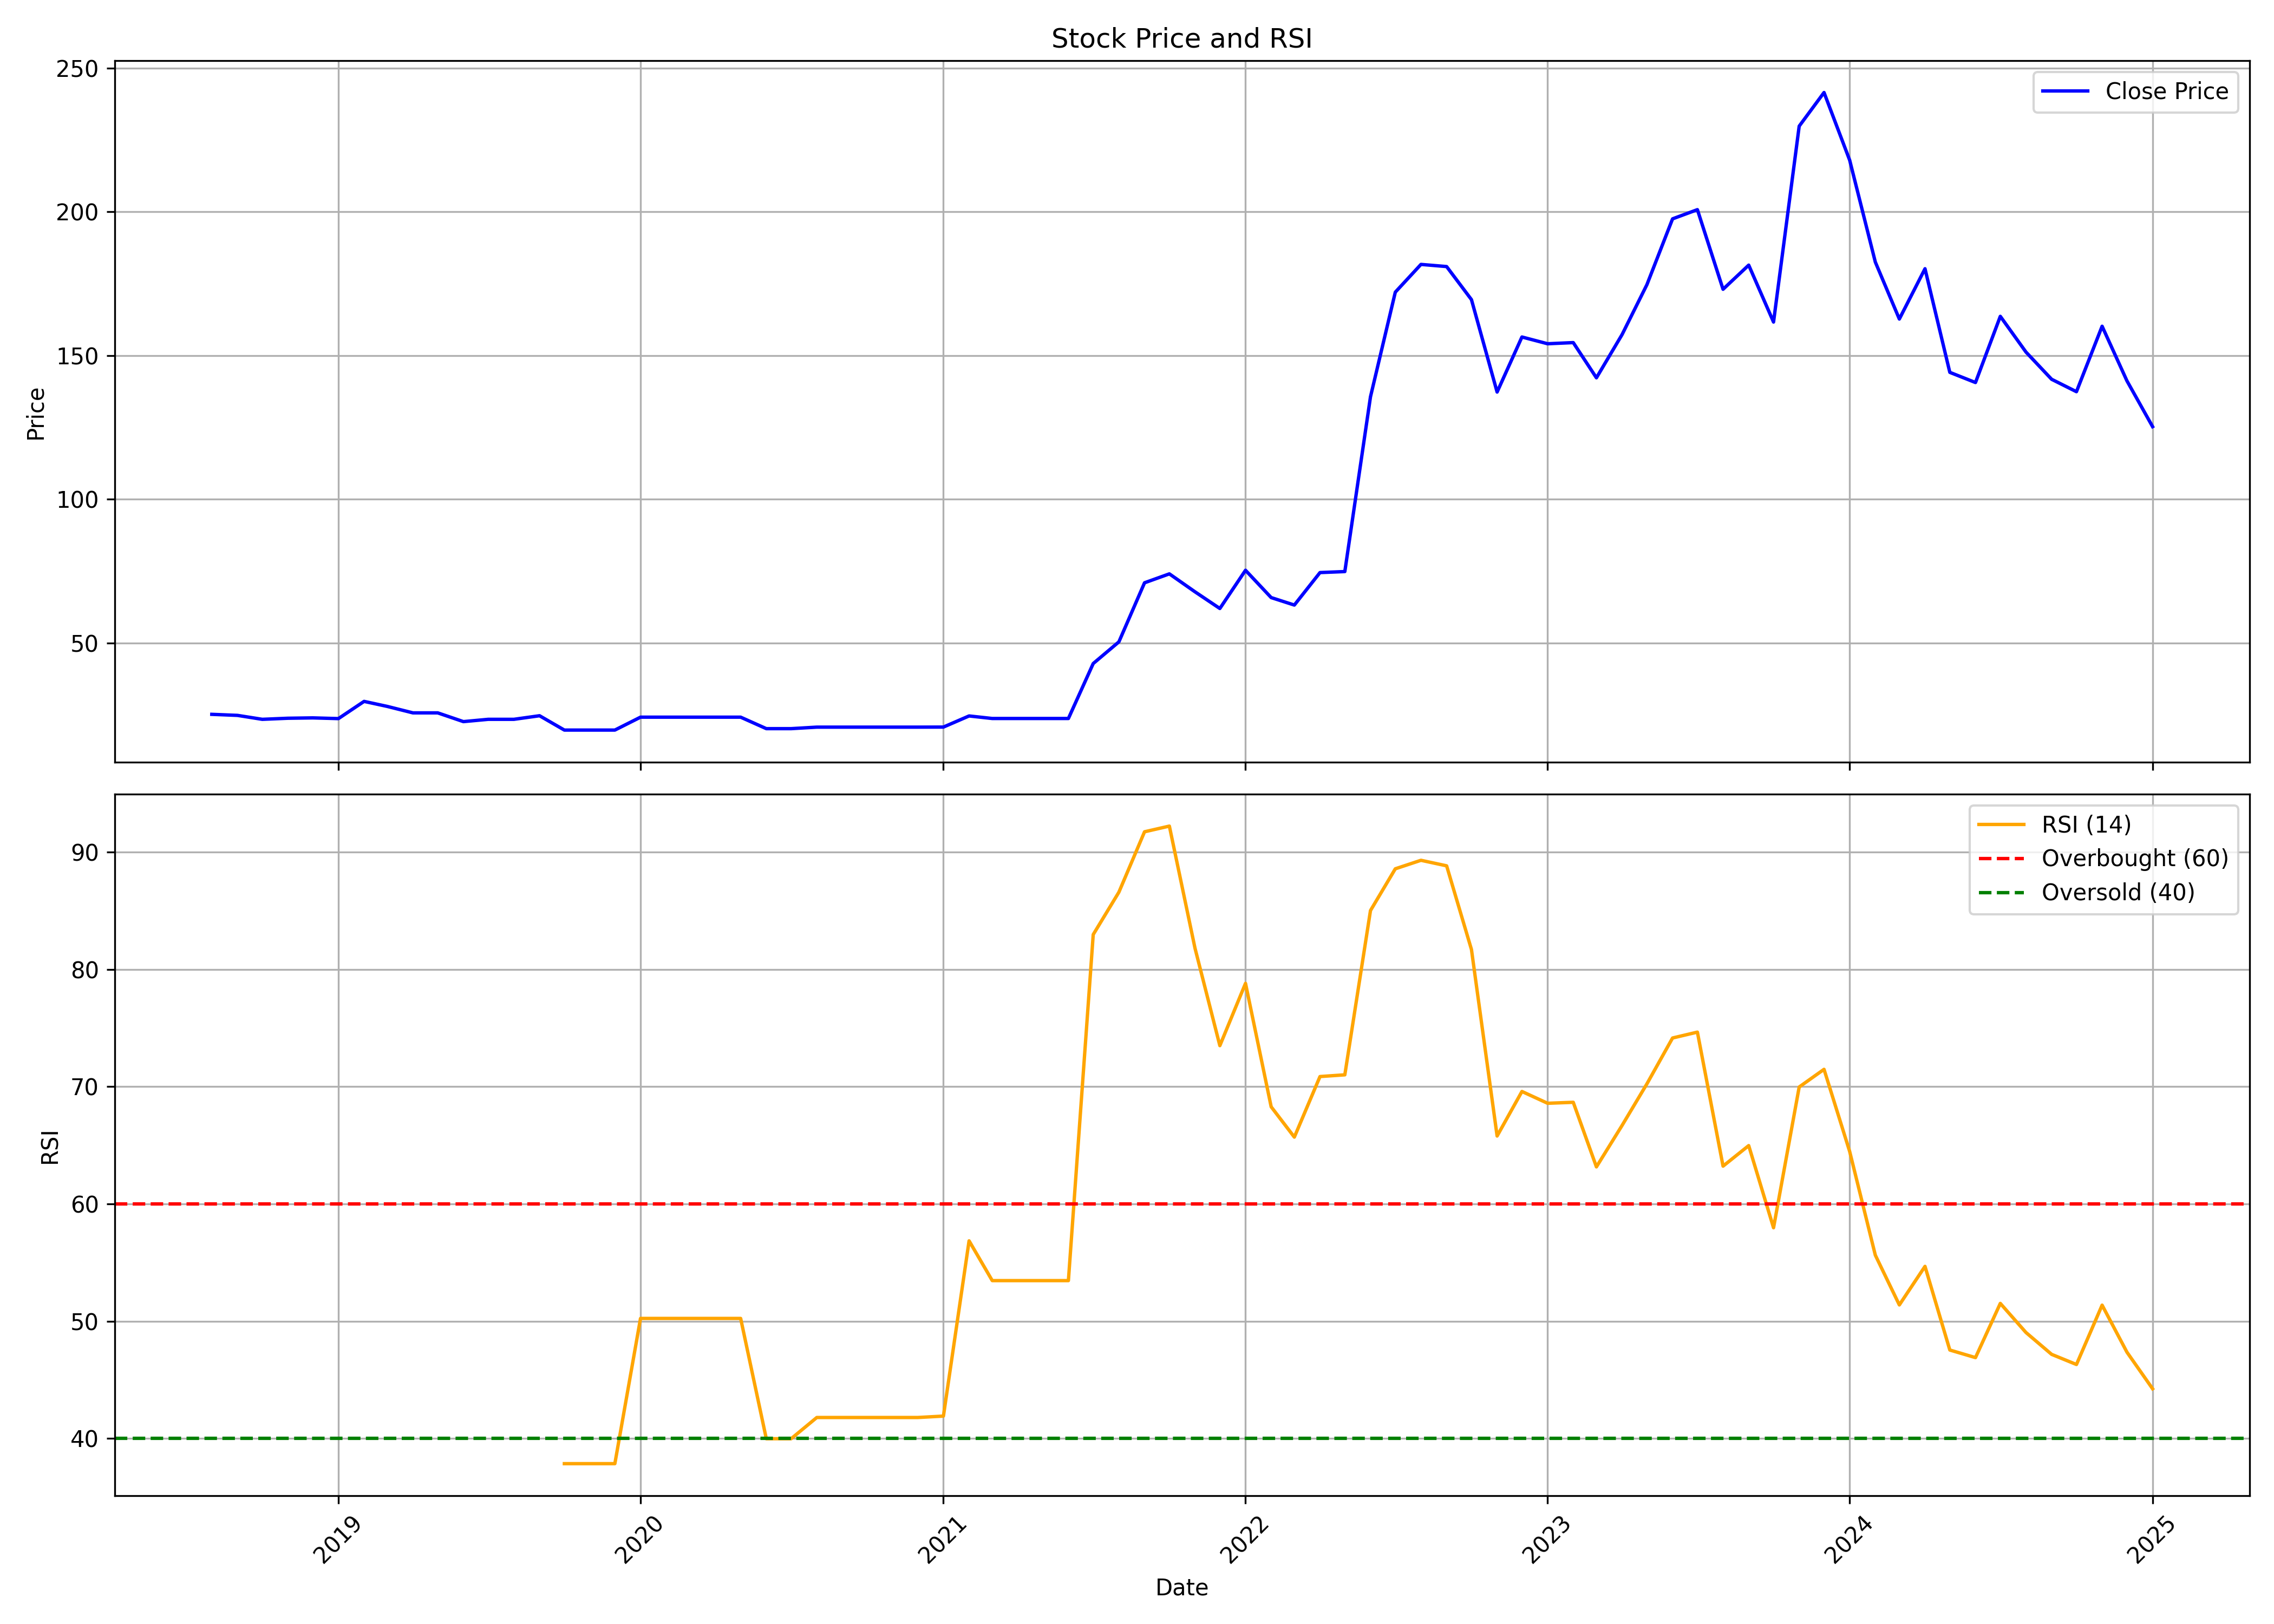 Stock Price and RSI
250
200
150
100
50
Price
Close Price
90
80
70
60
50
40
RSI
RSI (14)
Overbought (60)
Oversold (40)
2019
2020
2021
2022
2023
2024
2025
Date